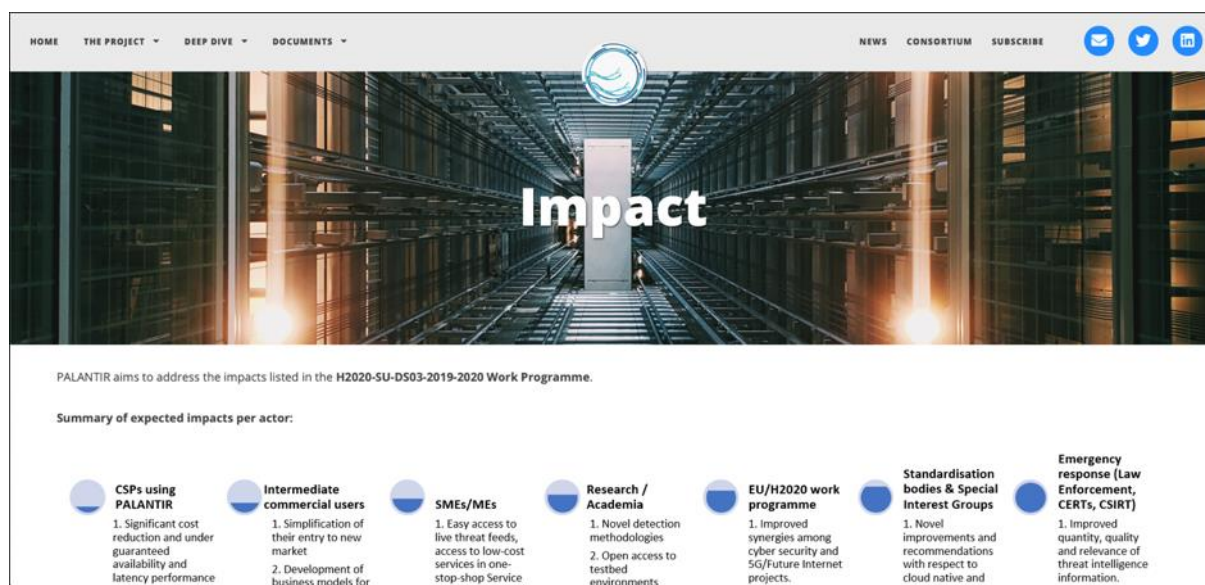 HOME THE PROJECT DEEP DIVE DOCUMENTS NEWS CONSORTIUM SUBSCRIBE
Impact
PALANTIR aims to address the impacts listed in the H2020-SU-DS03-2019-2020 Work Programme.
Summary of expected impacts per actor:
CSPs using
PALANTIR
1. Significant cost
reduction and under
guaranteed
availability and
latency performance
Intermediate
commercial users
1. Simplification of
their entry to new
market
2. Development of
business models for
SMEs/MEs
1. Easy access to
live threat feeds,
access to low-cost
services in one-
stop-shop Service
Research /
Academia
1. Novel detection
methodologies
2. Open access to
testbed
environments
EU/H2020 work
programme
1. Improved
synergies among
cyber security and
5G/Future Internet
projects.
Standardisation
bodies & Special
Interest Groups
1. Novel
improvements and
recommendations
with respect to
cloud native and
Emergency
response (Law
Enforcement,
CERTs, CSIRT)
1. Improved
quantity, quality
and relevance of
threat intelligence
information.